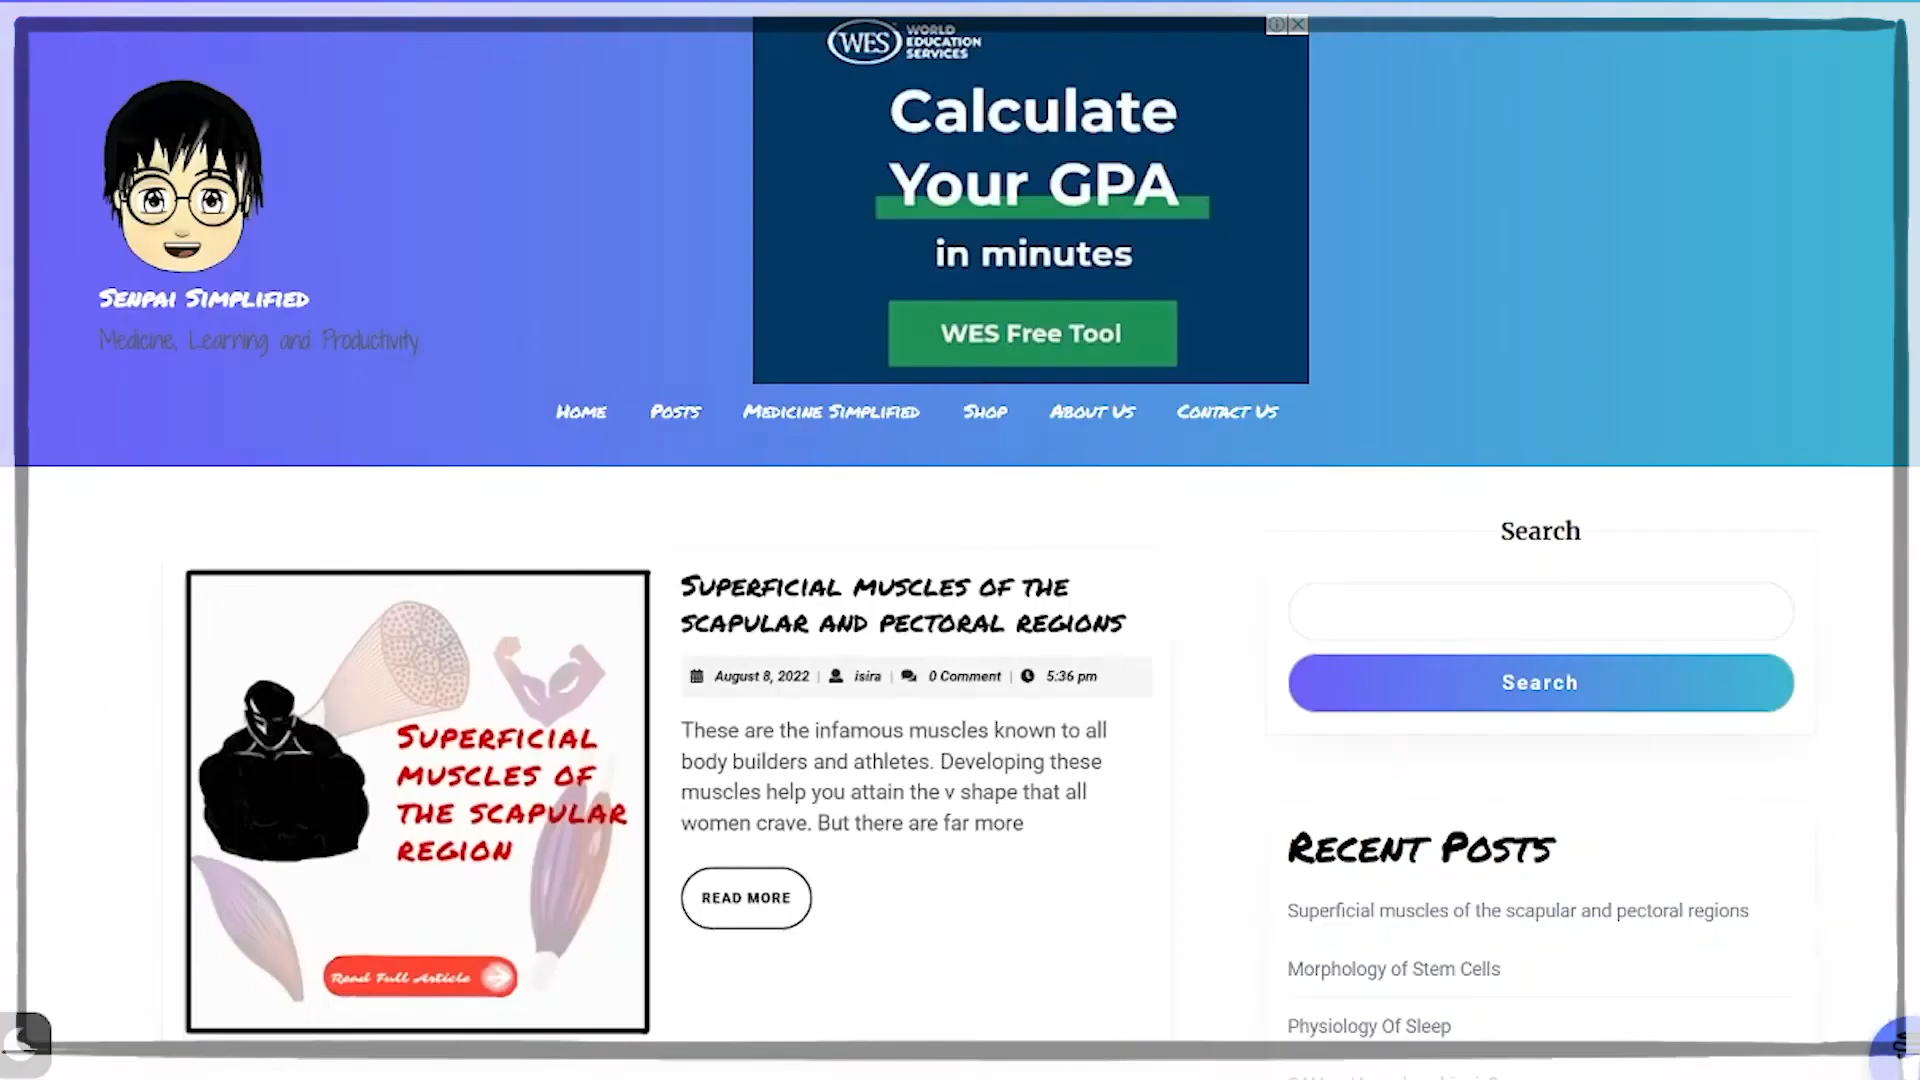 WES
WORLD
EDUCATION
SERVICES
Calculate
Your GPA
in minutes
WES Free Tool
Senpai Simplified
Medicine, Learning and Productivity
Home Posts Medicine Simplified Shop About Us Contact Us
Superficial
muscles of
the scapular
region
Read Full Article
Superficial muscles of the
scapular and pectoral regions
August 8, 2022 | isira | 0 Comment | 5:36 pm
These are the infamous muscles known to all
body builders and athletes. Developing these
muscles help you attain the v shape that all
women crave. But there are far more
READ MORE
Search
Search
Recent Posts
Superficial muscles of the scapular and pectoral regions
Morphology of Stem Cells
Physiology Of Sleep